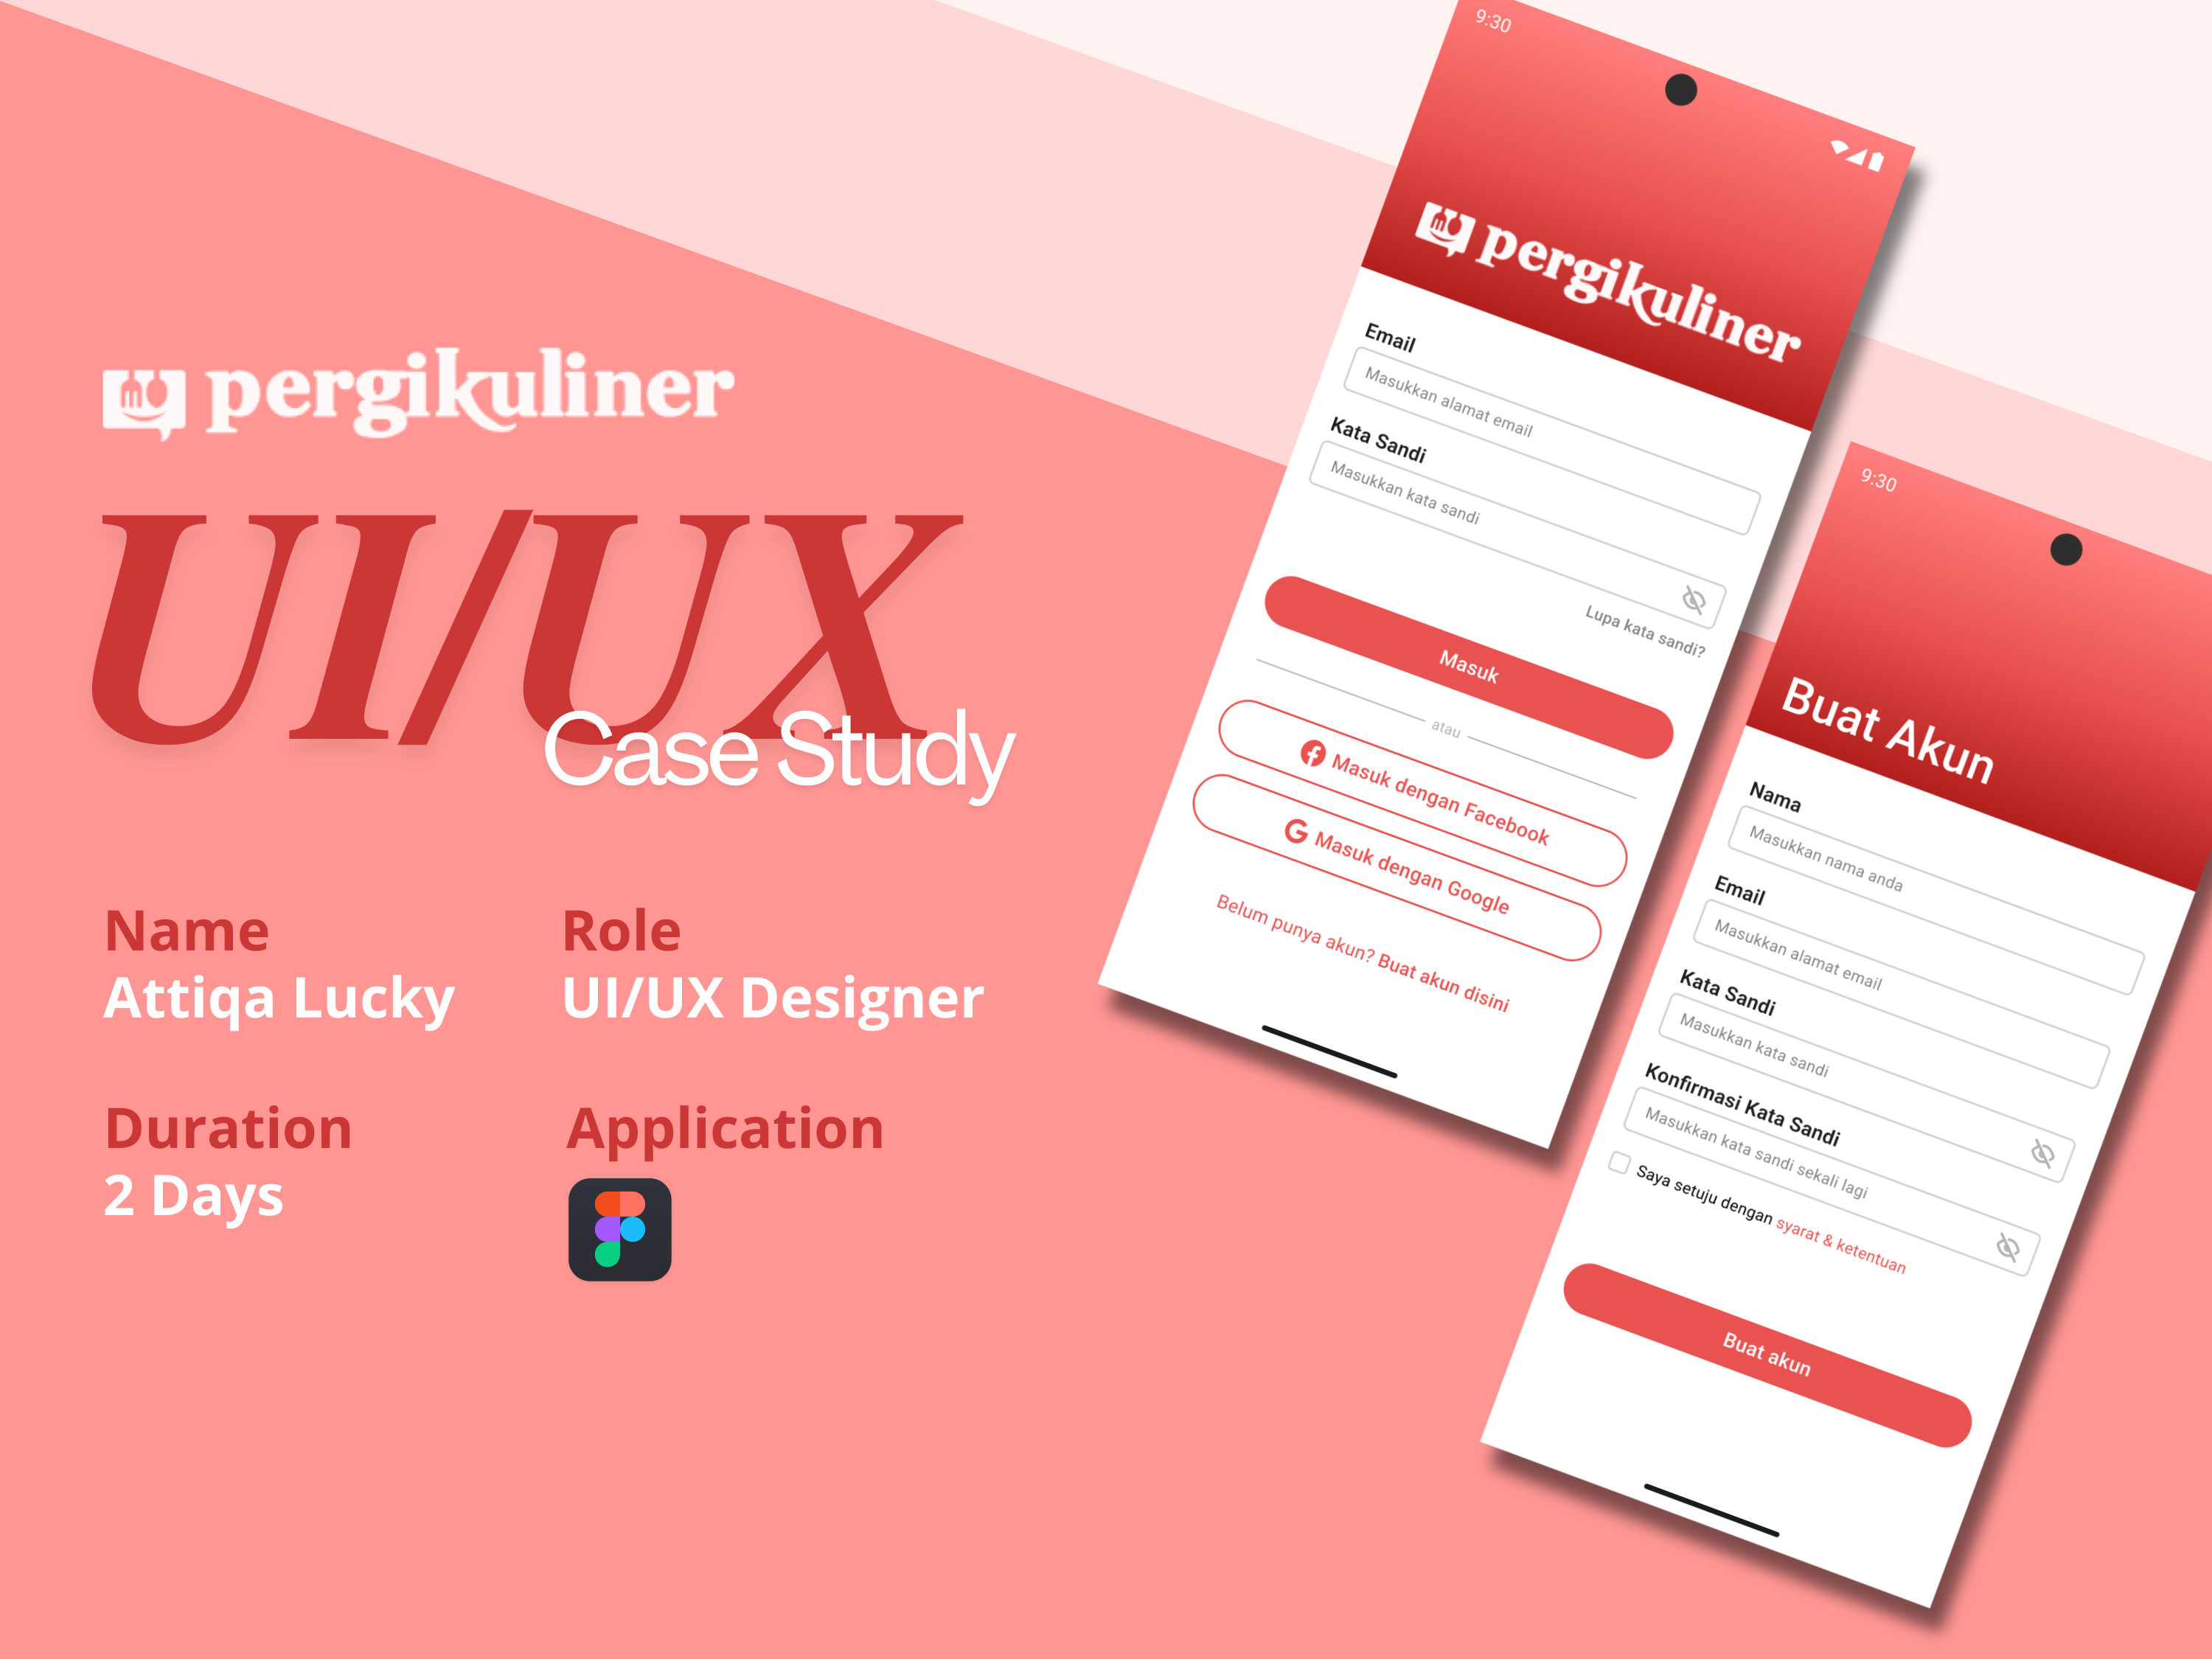 pergikuliner
UI/UX
Case Study
Name
Attiqa Lucky
Role
UI/UX Designer
Duration
2 Days
Application
9:30
pergikuliner
Email
Masukkan alamat email
Kata Sandi
Masukkan kata sandi
Lupa kata sandi?
Masuk
atau
Masuk dengan Facebook
Masuk dengan Google
Belum punya akun? Buat akun disini
9:30
Buat Akun
Nama
Masukkan nama anda
Email
Masukkan alamat email
Kata Sandi
Masukkan kata sandi
Konfirmasi Kata Sandi
Masukkan kata sandi sekali lagi
Saya setuju dengan syarat & ketentuan
Buat akun